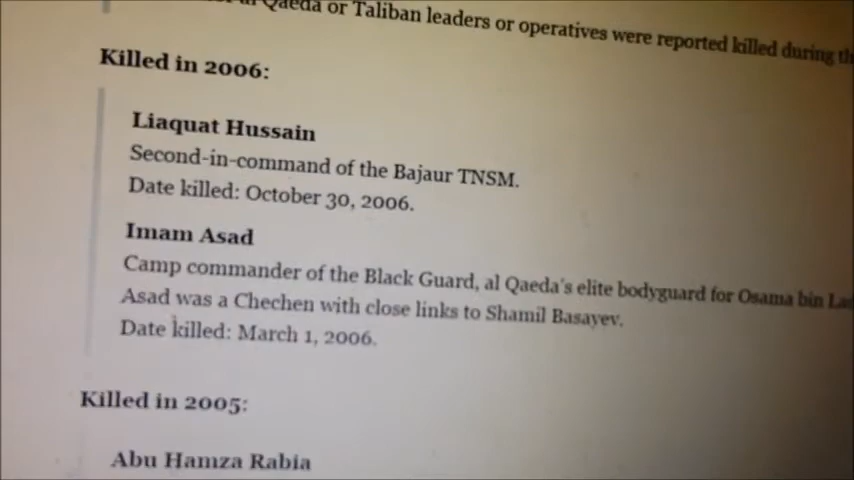 Qaeda or Taliban leaders or operatives were reported killed during
Killed in 2006:
Liaquat Hussain
Second-in-command of the Bajaur TNSM.
Date killed: October 30, 2006.
Imam Asad
Camp commander of the Black Guard, al Qaeda's elite bodyguard for Osama bin
Asad was a Chechen with close links to Shamil Basayev.
Date killed: March 1, 2006.
Killed in 2005:
Abu Hamza Rabia